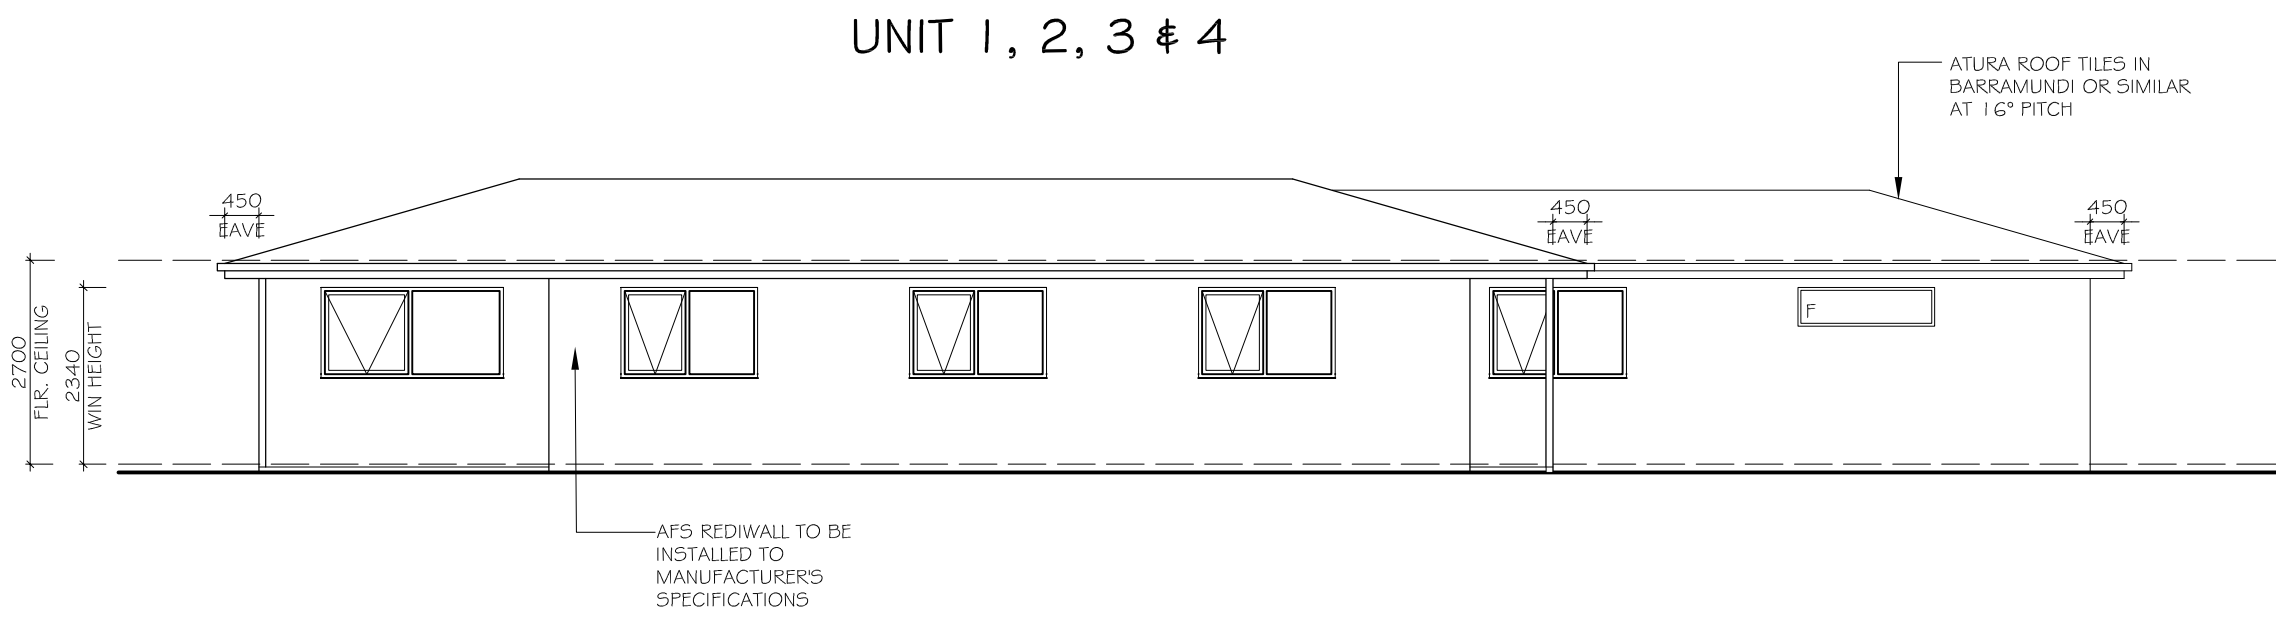 UNIT 1, 2, 3 & 4
ATURA ROOF TILES IN
BARRAMUNDI OR SIMILAR
AT 16° PITCH
450
EAVE
450
EAVE
450
EAVE
2700
FLR. CEILING
2340
WIN HEIGHT
F
AFS REDIWALL TO BE
INSTALLED TO
MANUFACTURER'S
SPECIFICATIONS